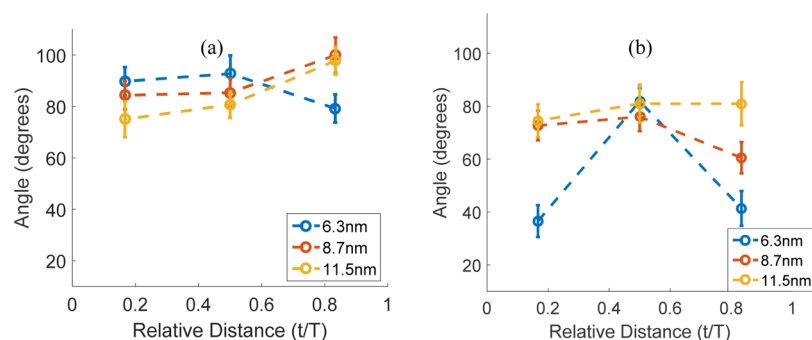 (a)
Angle (degrees)
100
80
60
40
20
0 0.2 0.4 0.6 0.8 1
Relative Distance (t/T)
6.3nm
8.7nm
11.5nm
(b)
Angle (degrees)
100
80
60
40
20
0 0.2 0.4 0.6 0.8 1
Relative Distance (t/T)
6.3nm
8.7nm
11.5nm